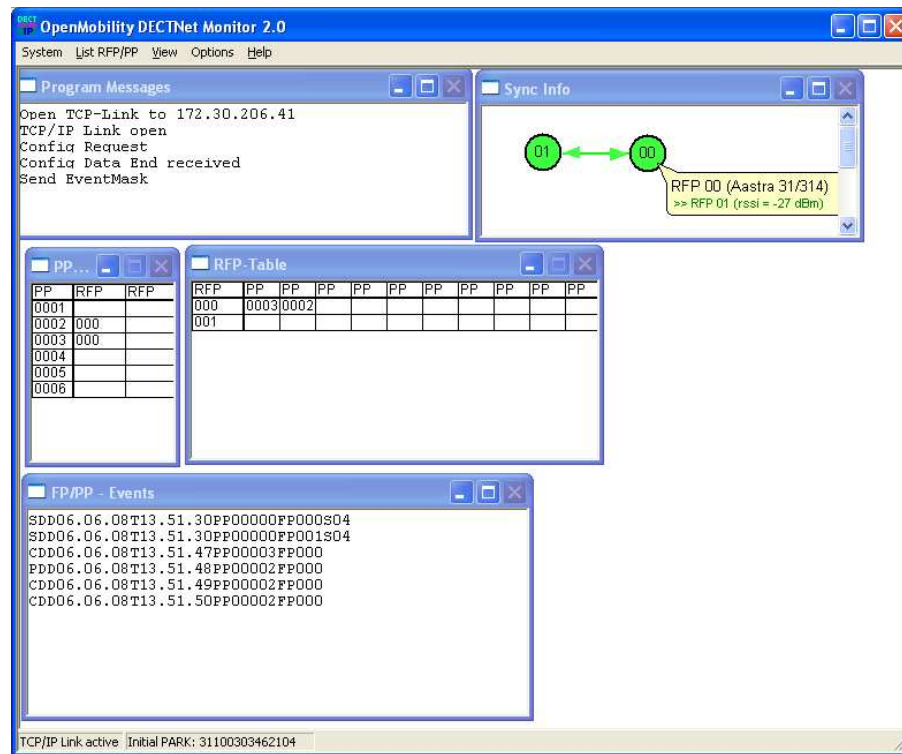 DECT IP OpenMobility DECTNet Monitor 2.0
System List RFP/PP View Options Help
Program Messages
Open TCP-Link to 172.30.206.41
TCP/IP Link open
Config Request
Config Data End received
Send EventMask
Sync Info
01 00
RFP 00 (Aastra 31/314)
>> RFP 01 (rssi = -27 dBm)
PP...
PP RFP RFP
0001
0002 000
0003 000
0004
0005
0006
RFP-Table
RFP PP PP PP PP PP PP PP PP PP PP
000 0003 0002
001
FP/PP - Events
SDD06.06.08T13.51.30PP00000FP000S04
SDD06.06.08T13.51.30PP00000FP001S04
CDD06.06.08T13.51.47PP00003FP000
PDD06.06.08T13.51.48PP00002FP000
CDD06.06.08T13.51.49PP00002FP000
CDD06.06.08T13.51.50PP00002FP000
TCP/IP Link active Initial PARK: 31100303462104